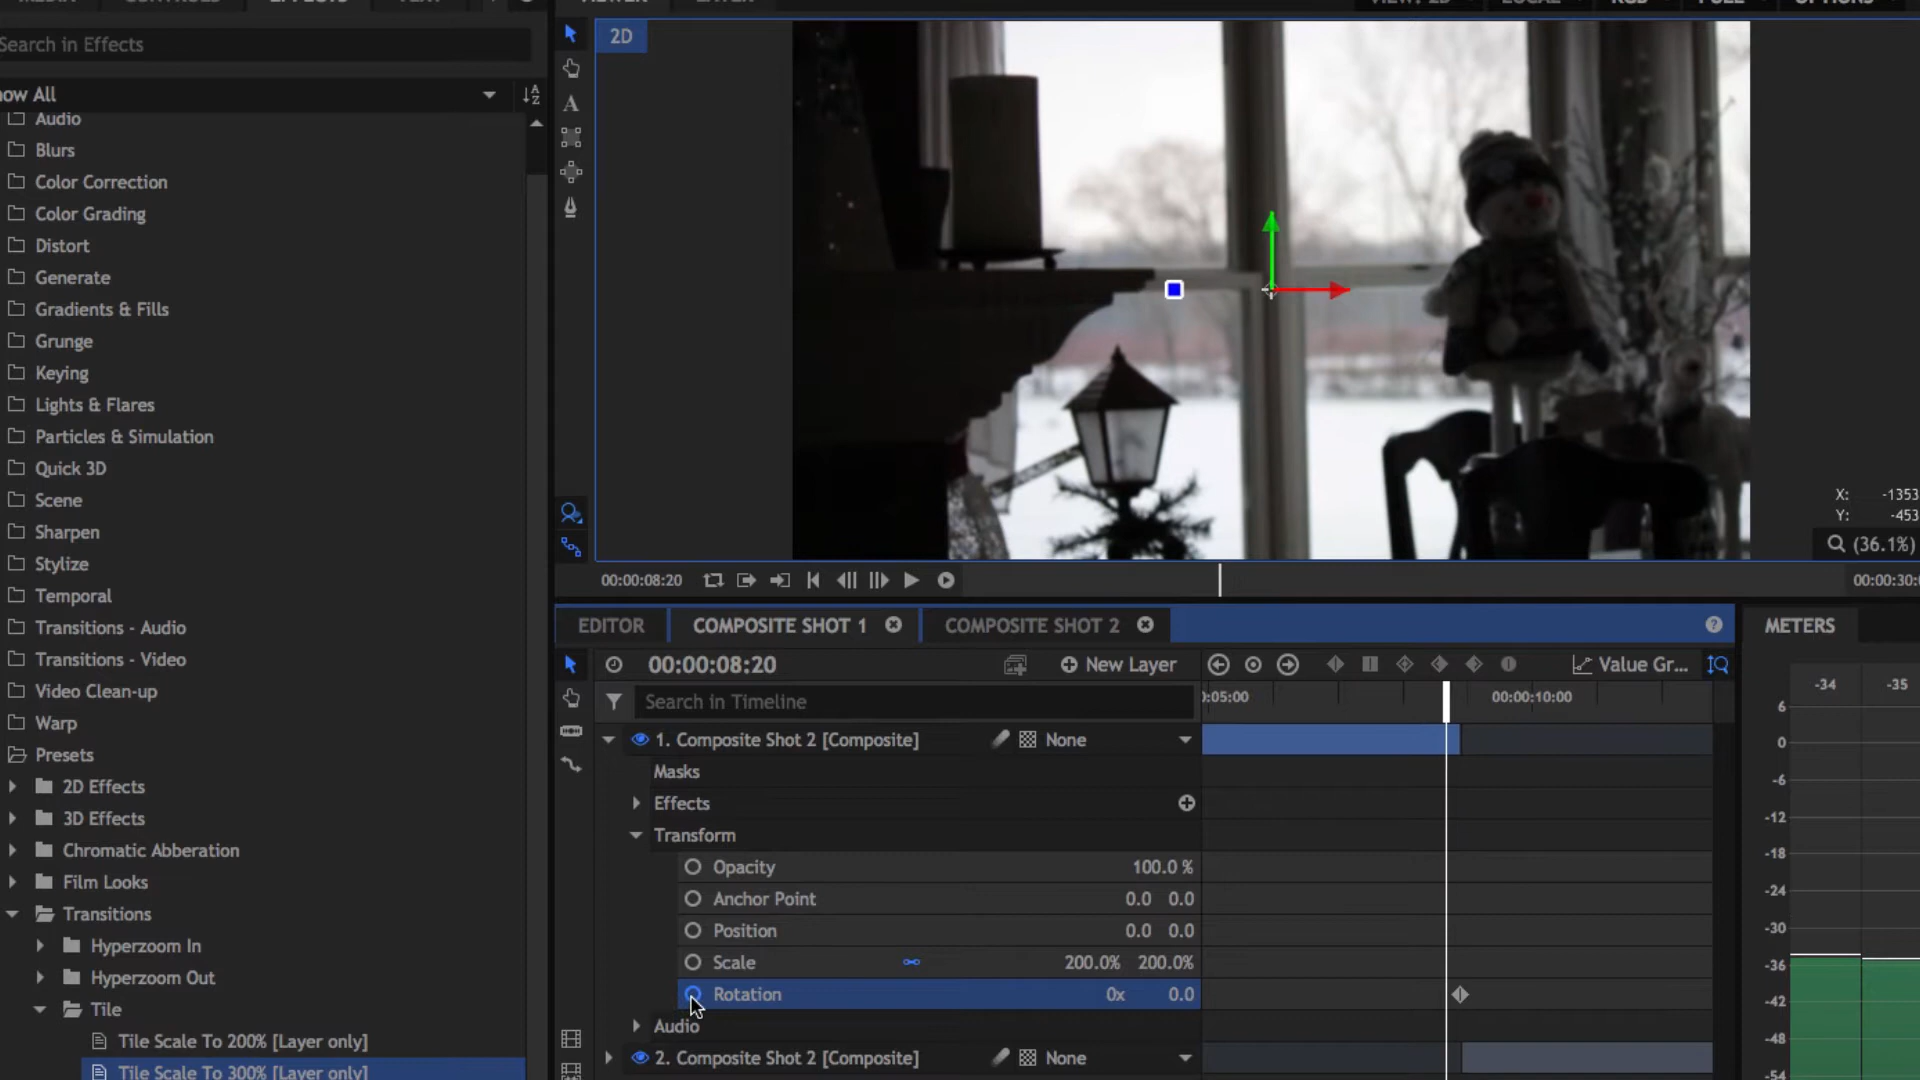 MEDIA CONTROLS EFFECTS TEXT
Search in Effects
ow All
Audio
Blurs
Color Correction
Color Grading
Distort
Generate
Gradients & Fills
Grunge
Keying
Lights & Flares
Particles & Simulation
Quick 3D
Scene
Sharpen
Stylize
Temporal
Transitions - Audio
Transitions - Video
Video Clean-up
Warp
Presets
2D Effects
3D Effects
Chromatic Abberation
Film Looks
Transitions
Hyperzoom In
Hyperzoom Out
Tile
Tile Scale To 200% [Layer only]
Tile Scale To 300% [Layer only]
VIEWER LAYER VIEW: 2D LOCAL RGB FULL OPTIONS
2D
X: -1353
Y: -453
(36.1%)
00:00:08:20
00:00:30:0
EDITOR COMPOSITE SHOT 1 COMPOSITE SHOT 2
00:00:08:20 New Layer Value Gr...
Search in Timeline
:05:00 00:00:10:00
1. Composite Shot 2 [Composite] None
Masks
Effects
Transform
Opacity 100.0 %
Anchor Point 0.0 0.0
Position 0.0 0.0
Scale 200.0% 200.0%
Rotation 0x 0.0
Audio
2. Composite Shot 2 [Composite] None
METERS
-34 -35
6
0
-6
-12
-18
-24
-30
-36
-42
-48
-54